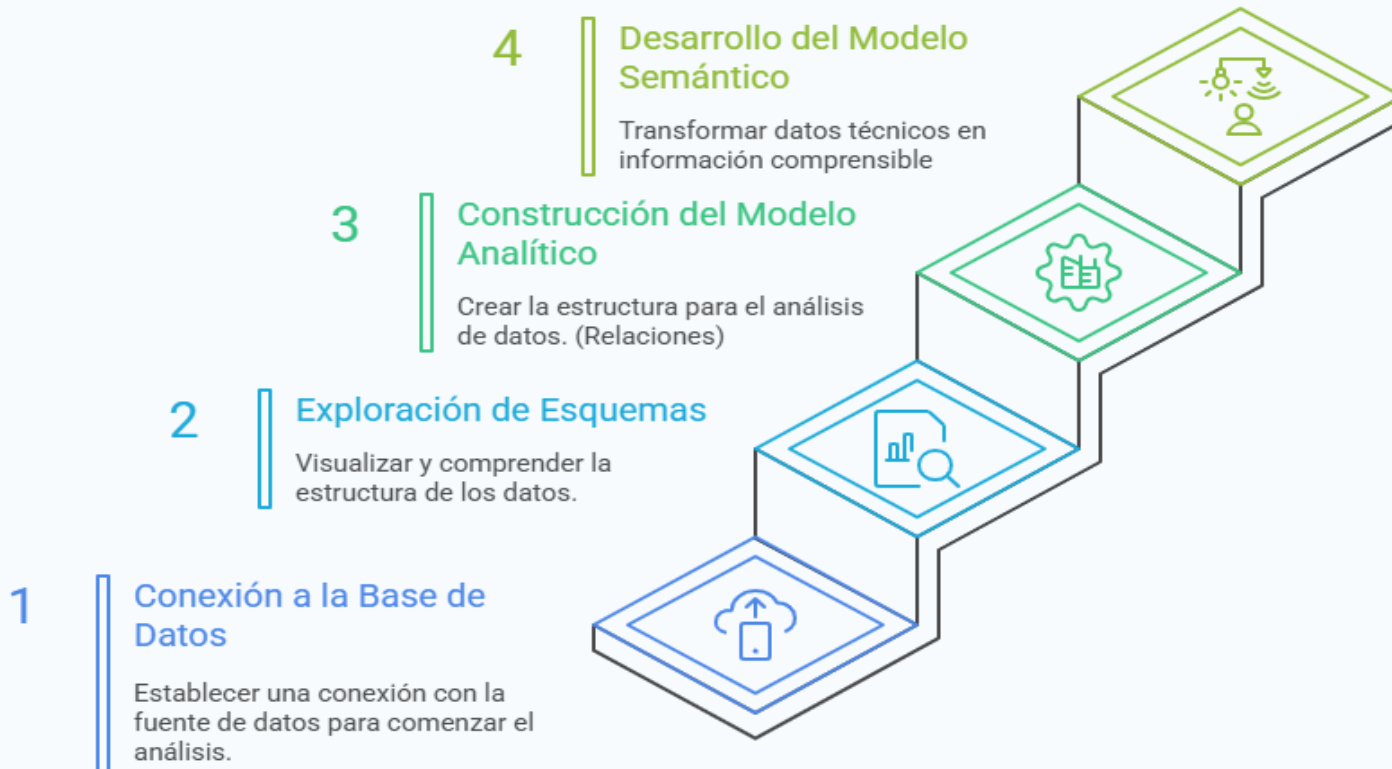 4
Desarrollo del Modelo
Semántico
Transformar datos técnicos en
información comprensible
3
Construcción del Modelo
Analítico
Crear la estructura para el análisis
de datos. (Relaciones)
2
Exploración de Esquemas
Visualizar y comprender la
estructura de los datos.
1
Conexión a la Base de
Datos
Establecer una conexión con la
fuente de datos para comenzar el
análisis.